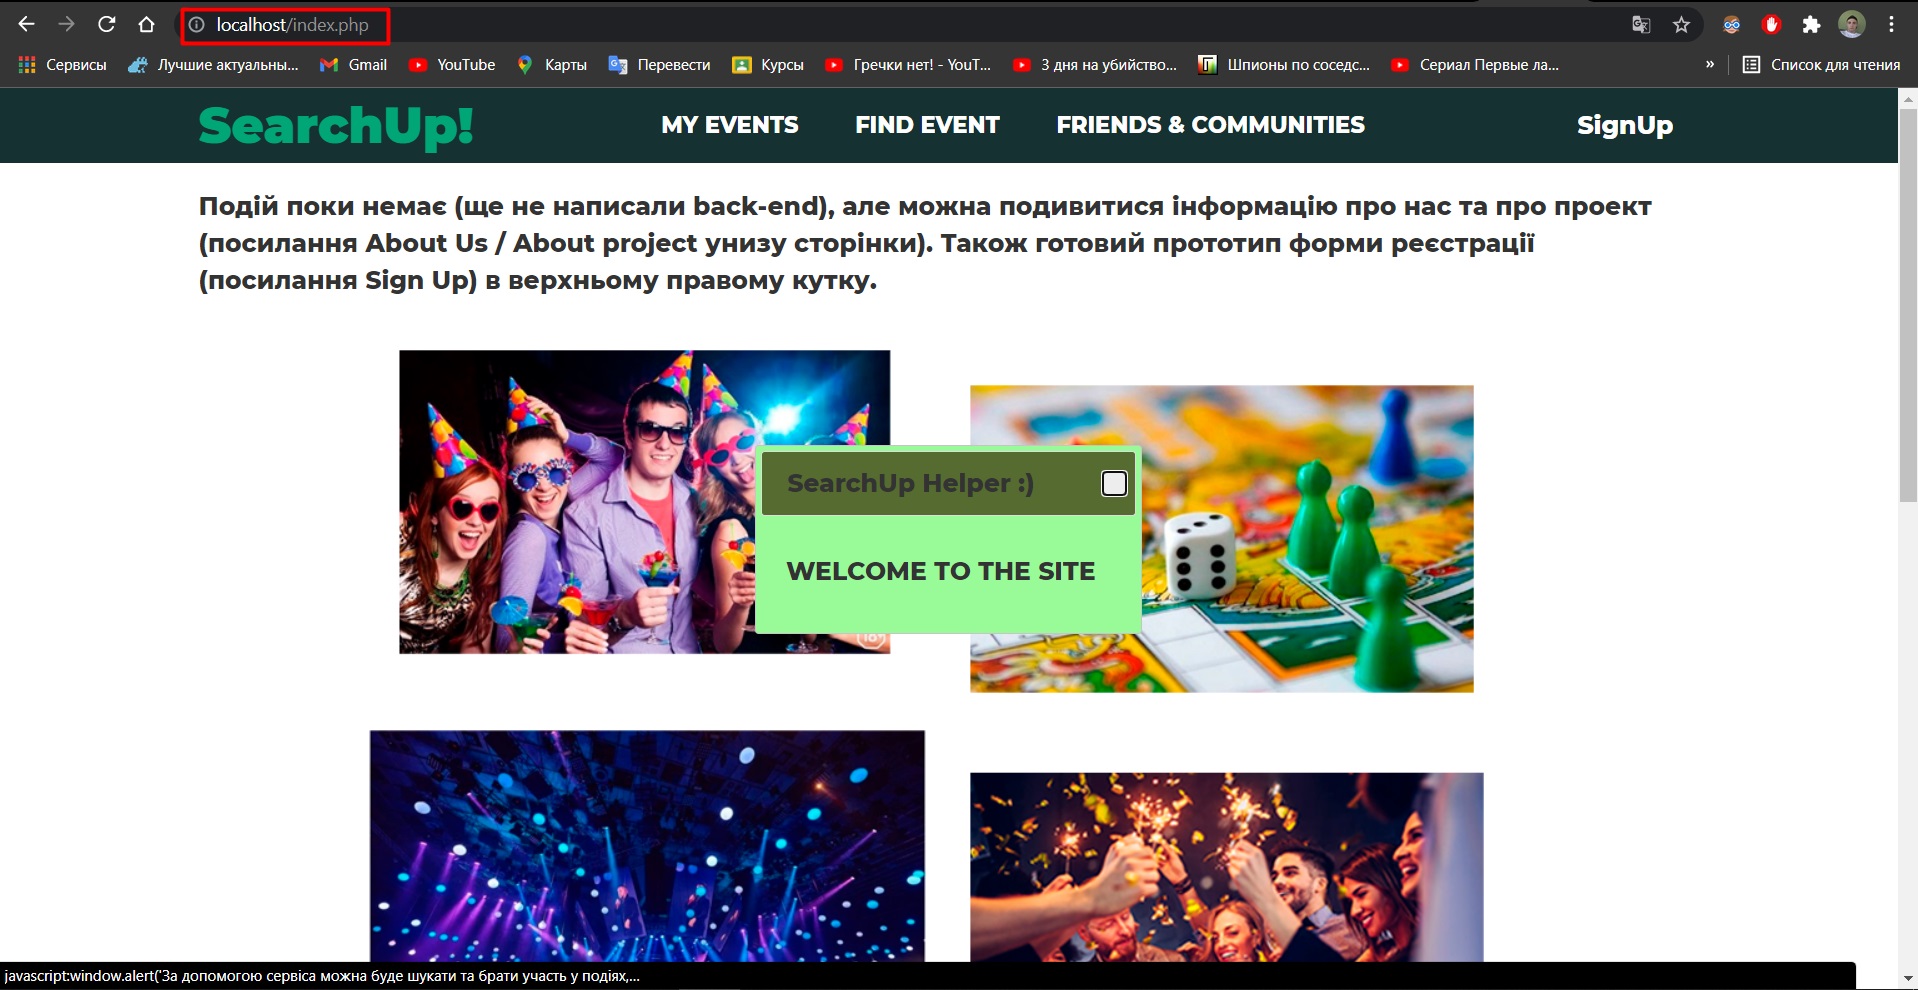 localhost/index.php
Сервисы
Лучшие актуальны...
Gmail
YouTube
Карты
Перевести
Курсы
Гречки нет! - YouT...
3 дня на убийство...
Шпионы по соседс...
Сериал Первые ла...
»
Список для чтения
SearchUp!
MY EVENTS
FIND EVENT
FRIENDS & COMMUNITIES
SignUp
Подій поки немає (ще не написали back-end), але можна подивитися інформацію про нас та про проект
(посилання About Us / About project унизу сторінки). Також готовий прототип форми реєстрації
(посилання Sign Up) в верхньому правому кутку.
SearchUp Helper :)
WELCOME TO THE SITE
18+
javascript:window.alert('За допомогою сервіса можна буде шукати та брати участь у подіях,...